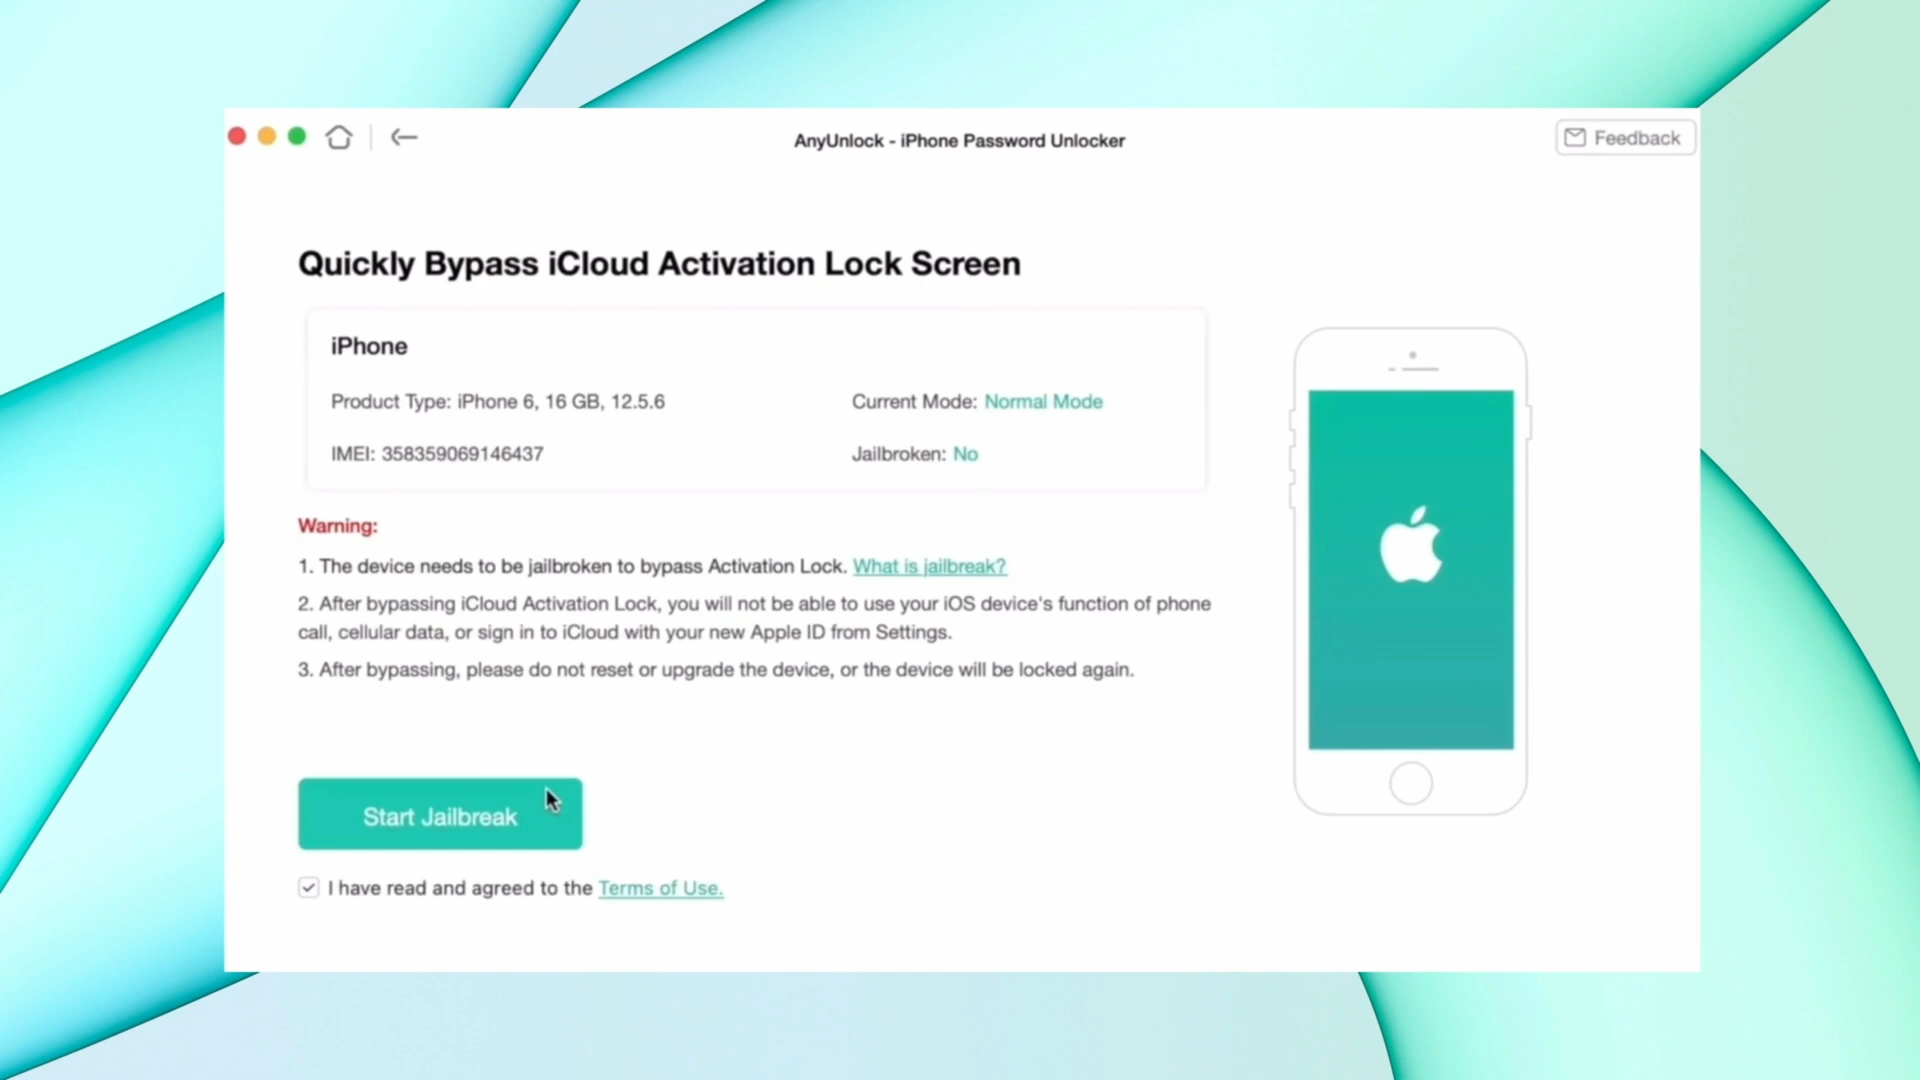 AnyUnlock - iPhone Password Unlocker
Feedback
Quickly Bypass iCloud Activation Lock Screen
iPhone
Product Type: iPhone 6, 16 GB, 12.5.6
Current Mode: Normal Mode
IMEI: 358359069146437
Jailbroken: No
Warning:
1. The device needs to be jailbroken to bypass Activation Lock. What is jailbreak?
2. After bypassing iCloud Activation Lock, you will not be able to use your iOS device's function of phone
call, cellular data, or sign in to iCloud with your new Apple ID from Settings.
3. After bypassing, please do not reset or upgrade the device, or the device will be locked again.
Start Jailbreak
I have read and agreed to the Terms of Use.